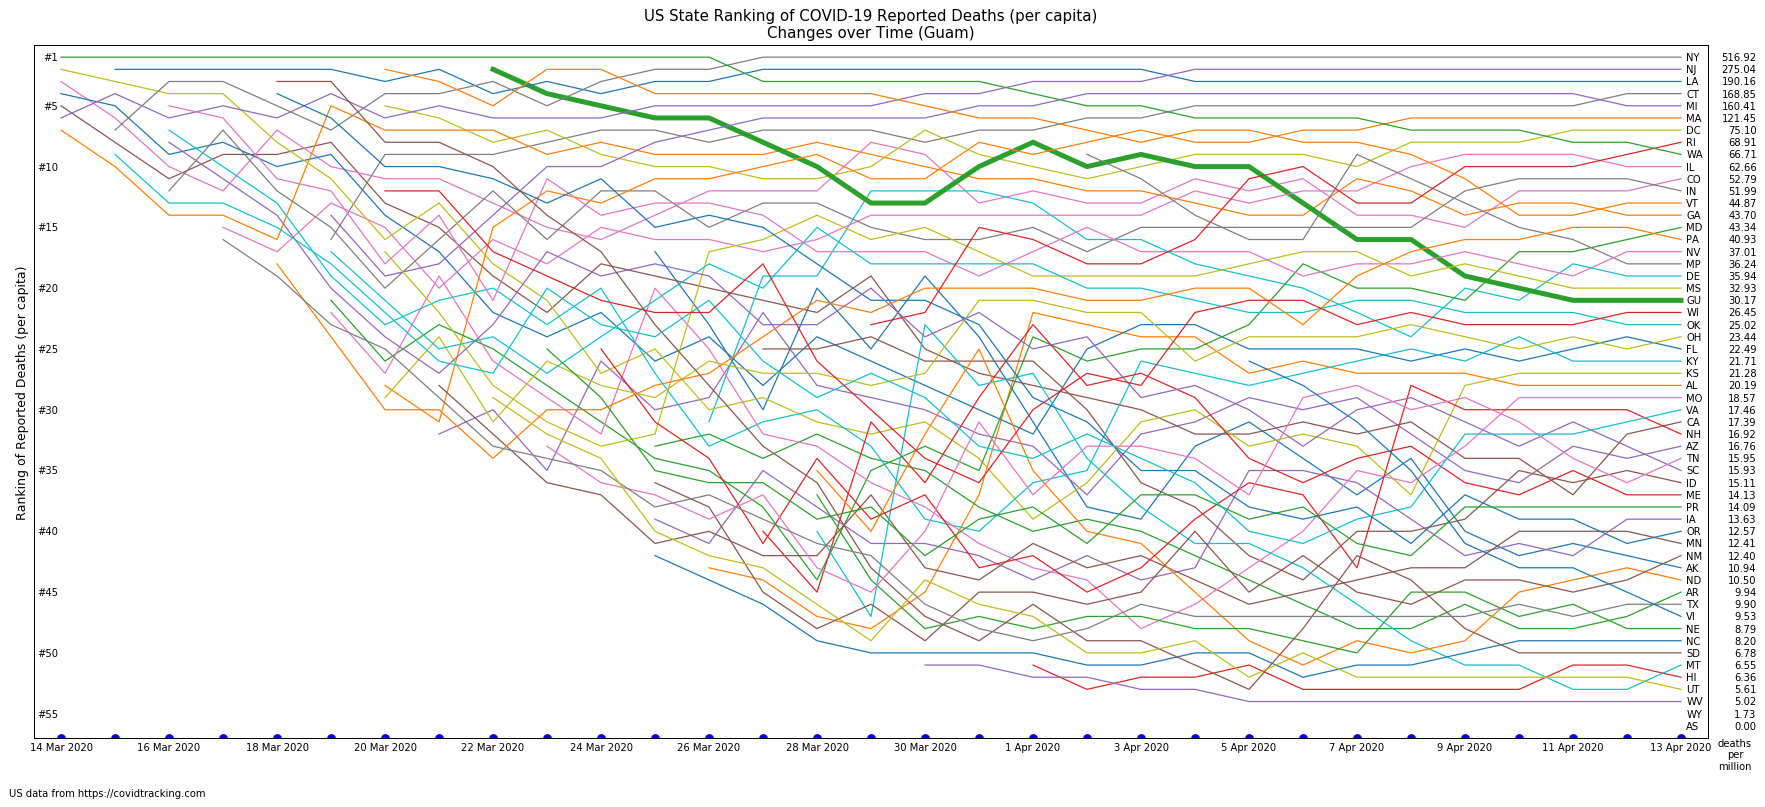 US State Ranking of COVID-19 Reported Deaths (per capita)
Changes over Time (Guam)
Ranking of Reported Deaths (per capita)
#1
#5
#10
#15
#20
#25
#30
#35
#40
#45
#50
#55
NY 516.92
NJ 275.04
LA 190.16
CT 168.85
MI 160.41
MA 121.45
DC 75.10
RI 68.91
WA 66.71
IL 62.66
CO 52.79
IN 51.99
VT 44.87
GA 43.70
MD 43.34
PA 40.93
NV 37.01
MP 36.24
DE 35.94
MS 32.93
GU 30.17
WI 26.45
OK 25.02
OH 23.44
FL 22.49
KY 21.71
KS 21.28
AL 20.19
MO 18.57
VA 17.46
CA 17.39
NH 16.92
AZ 16.76
TN 15.95
SC 15.93
ID 15.11
ME 14.13
PR 14.09
IA 13.63
OR 12.57
MN 12.41
NM 12.40
AK 10.94
ND 10.50
AR 9.94
TX 9.90
VI 9.53
NE 8.79
NC 8.20
SD 6.78
MT 6.55
HI 6.36
UT 5.61
WV 5.02
WY 1.73
AS 0.00
14 Mar 2020 16 Mar 2020 18 Mar 2020 20 Mar 2020 22 Mar 2020 24 Mar 2020 26 Mar 2020 28 Mar 2020 30 Mar 2020 1 Apr 2020 3 Apr 2020 5 Apr 2020 7 Apr 2020 9 Apr 2020 11 Apr 2020 13 Apr 2020
deaths
per
million
US data from https://covidtracking.com